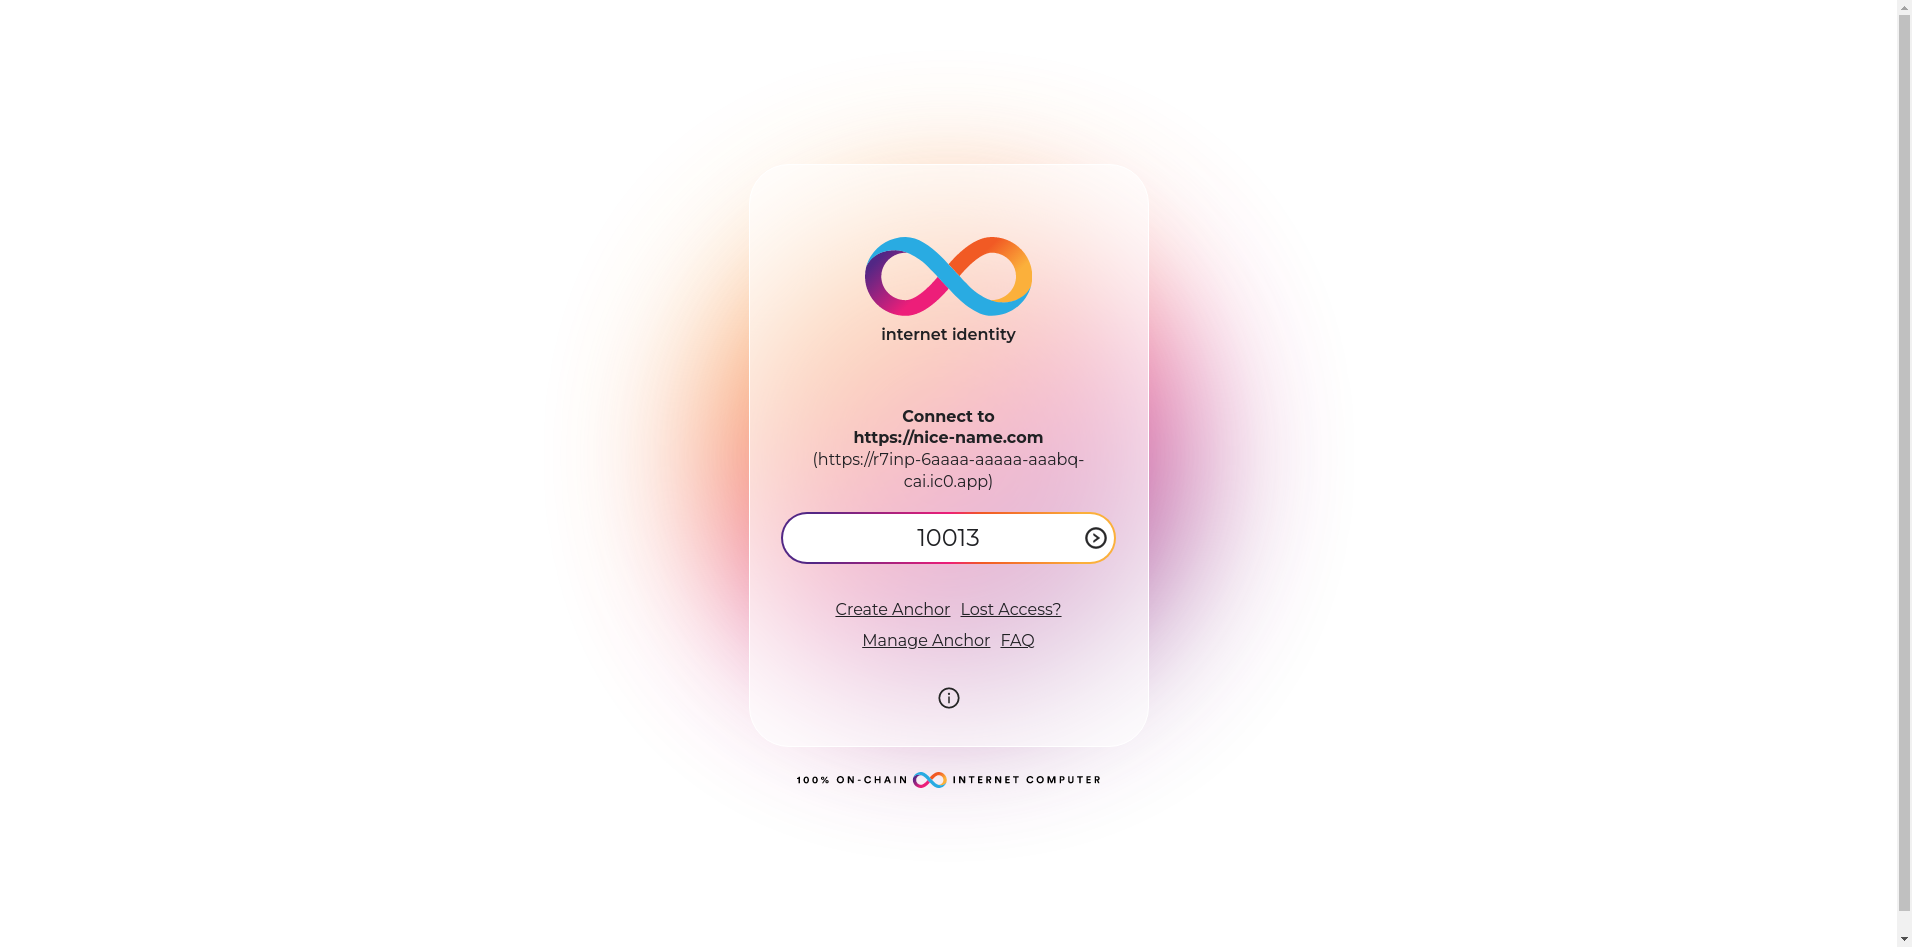 internet identity
Connect to
https://nice-name.com
(https://r7inp-6aaaa-aaaaa-aaabq-
cai.ic0.app)
10013
Create Anchor Lost Access?
Manage Anchor FAQ
100% ON-CHAIN INTERNET COMPUTER